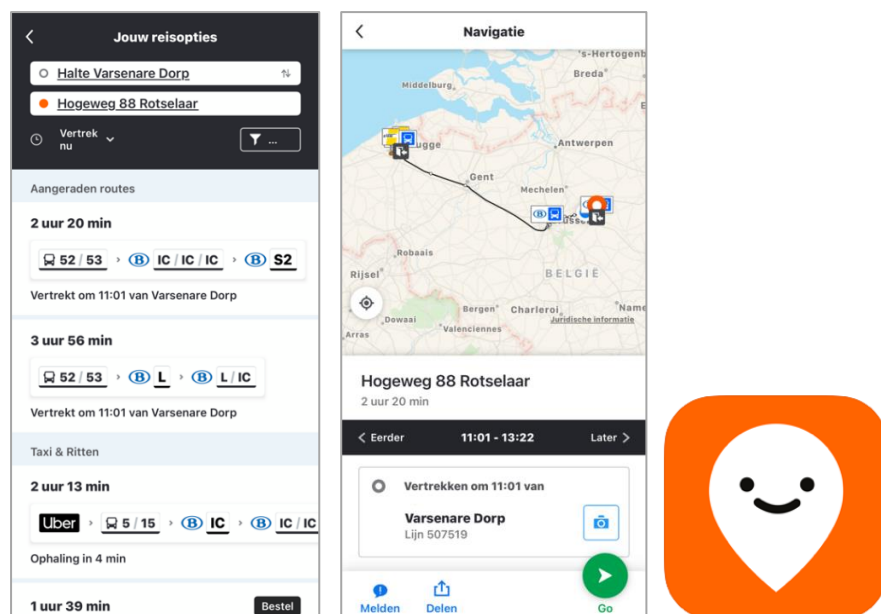 Jouw reisopties
Halte Varsenare Dorp
Hogeweg 88 Rotselaar
Vertrek
nu
...
Aangeraden routes
2 uur 20 min
52 / 53 › B IC / IC / IC › B S2
Vertrekt om 11:01 van Varsenare Dorp
3 uur 56 min
52 / 53 › B L › B L / IC
Vertrekt om 11:01 van Varsenare Dorp
Taxi & Ritten
2 uur 13 min
Uber › 5 / 15 › B IC › B IC / IC
Ophaling in 4 min
1 uur 39 min
Bestel
Navigatie
's-Hertogenb
Breda
Middelburg
ugge
Antwerpen
Gent
Mechelen
B
Robaais
Rijsel
BELGIË
Bergen
Charleroi
Name
Juridische informatie
Dowaai
Valenciennes
Arras
Hogeweg 88 Rotselaar
2 uur 20 min
Eerder
11:01 - 13:22
Later
Vertrekken om 11:01 van
Varsenare Dorp
Lijn 507519
Melden
Delen
Go